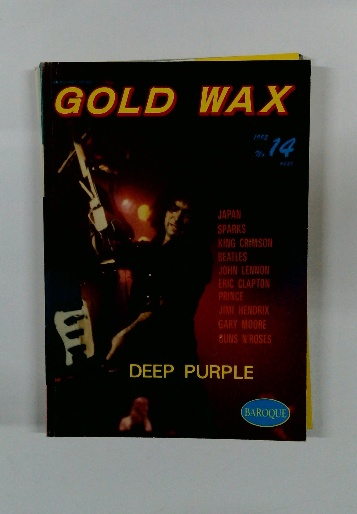 GOLD WAX
1992
No. 14
JAPAN
SPARKS
KING CRIMSON
BEATLES
JOHN LENNON
ERIC CLAPTON
PRINCE
JIMI HENDRIX
GARY MOORE
GUNS N' ROSES
DEEP PURPLE
BAROQUE